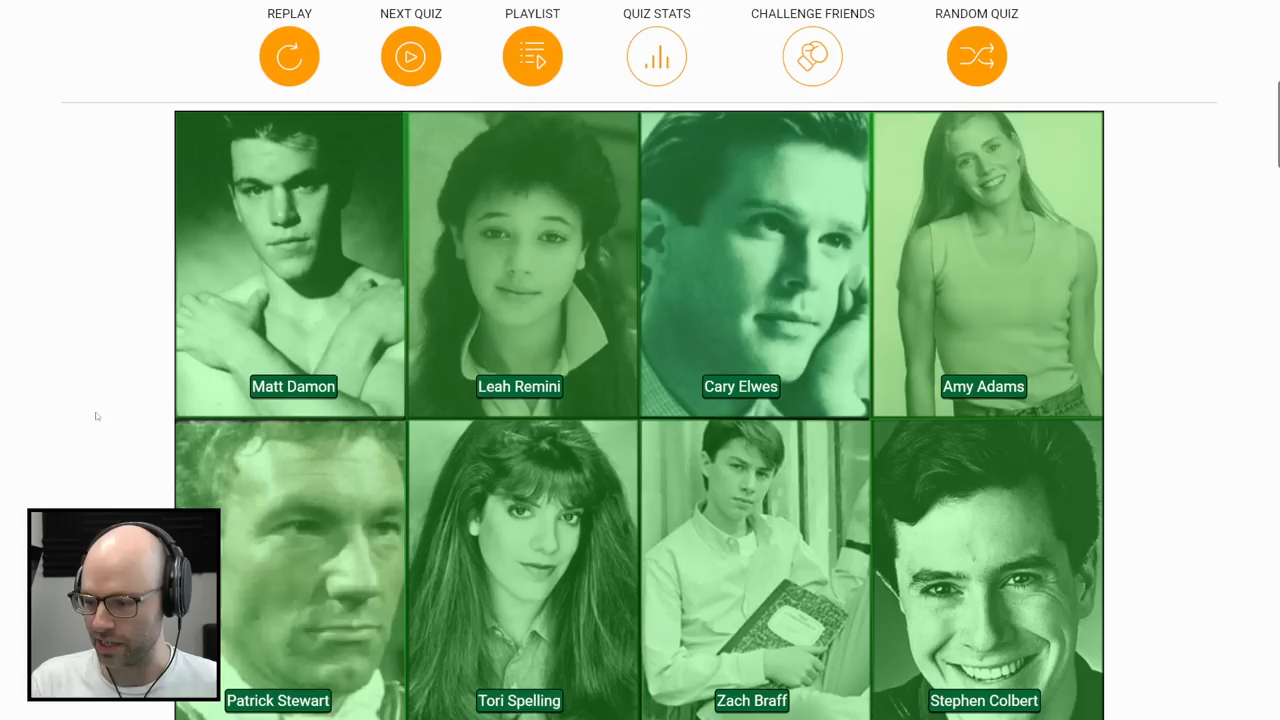 REPLAY NEXT QUIZ PLAYLIST QUIZ STATS CHALLENGE FRIENDS RANDOM QUIZ
Matt Damon Leah Remini Cary Elwes Amy Adams
Patrick Stewart Tori Spelling Zach Braff Stephen Colbert